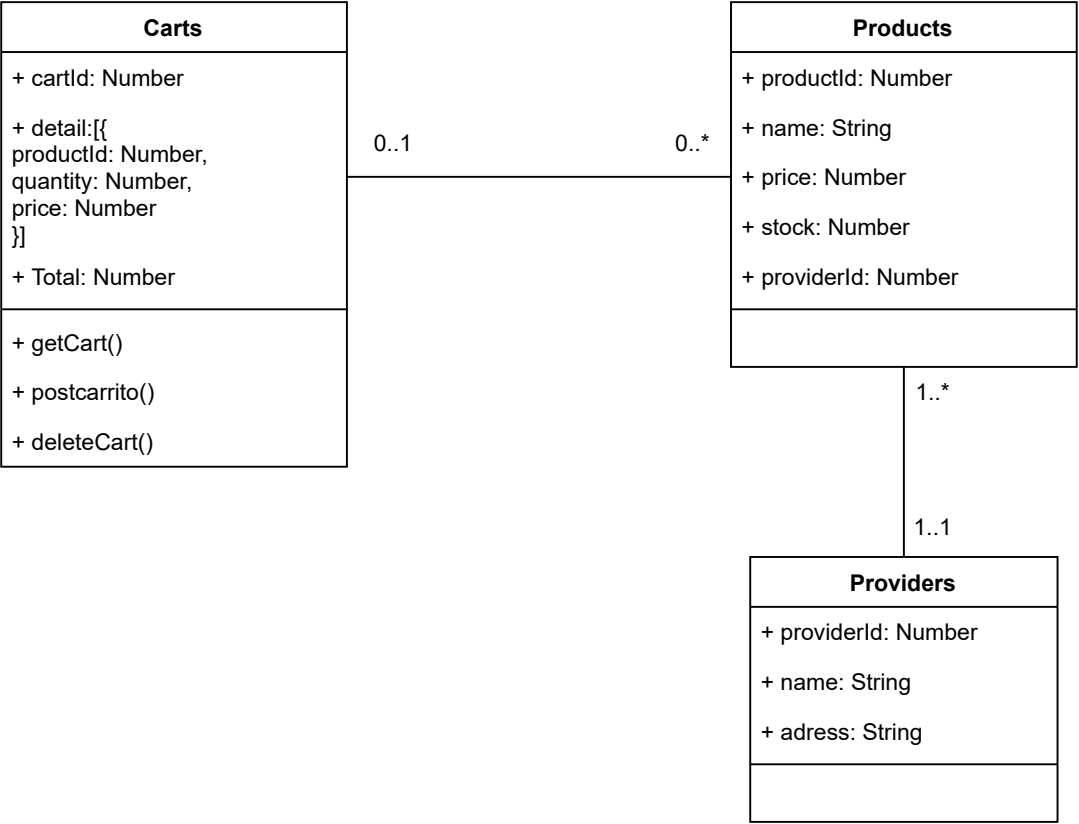 Carts
+ cartId: Number
+ detail:[{
productId: Number,
quantity: Number,
price: Number
}]
+ Total: Number
+ getCart()
+ postcarrito()
+ deleteCart()
0..1
0..*
Products
+ productId: Number
+ name: String
+ price: Number
+ stock: Number
+ providerId: Number
1..*
1..1
Providers
+ providerId: Number
+ name: String
+ adress: String